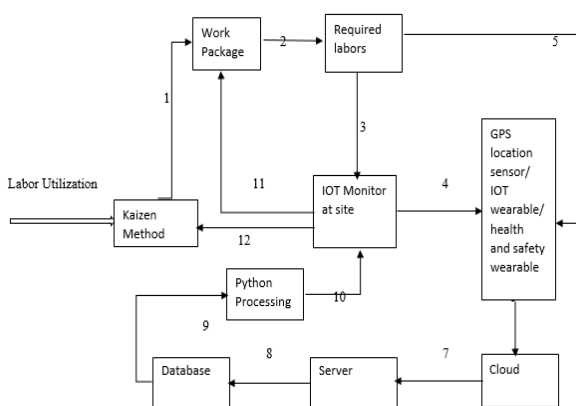 Work
Package
2
Required
labors
5
1
3
GPS
location
sensor/
IOT
wearable/
health
and safety
wearable
Labor Utilization
Kaizen
Method
11
12
IOT Monitor
at site
4
Python
Processing
10
9
Database
8
Server
7
Cloud